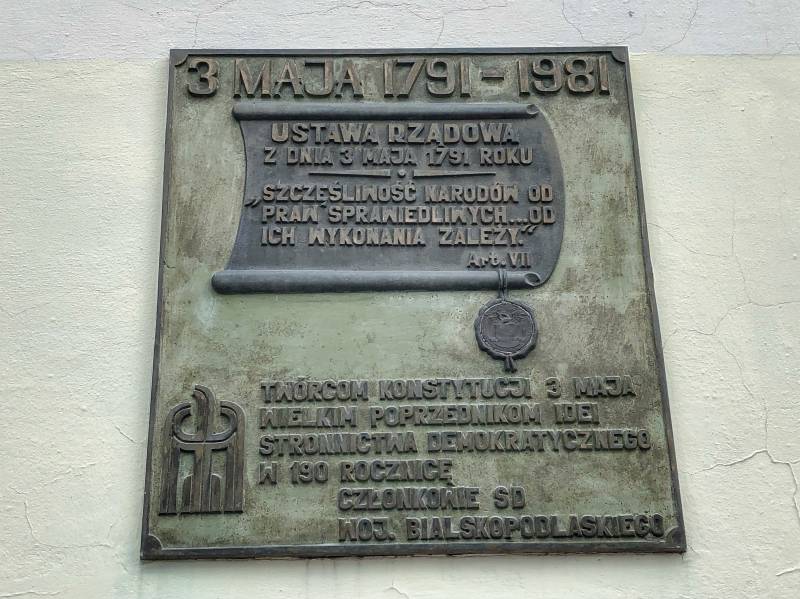 3 MAJA 1791 - 1981
USTAWA RZĄDOWA
Z DNIA 3 MAJA 1791 ROKU
„SZCZĘŚLIWOŚĆ NARODÓW OD
PRAW SPRAWIEDLIWYCH...OD
ICH WYKONANIA ZALEŻY.”
Art. VII
TWÓRCOM KONSTYTUCJI 3 MAJA
WIELKIM POPRZEDNIKOM IDEI
STRONNICTWA DEMOKRATYCZNEGO
W 190 ROCZNICĘ
CZŁONKOWIE SD
WOJ. BIALSKOPODLASKIEGO